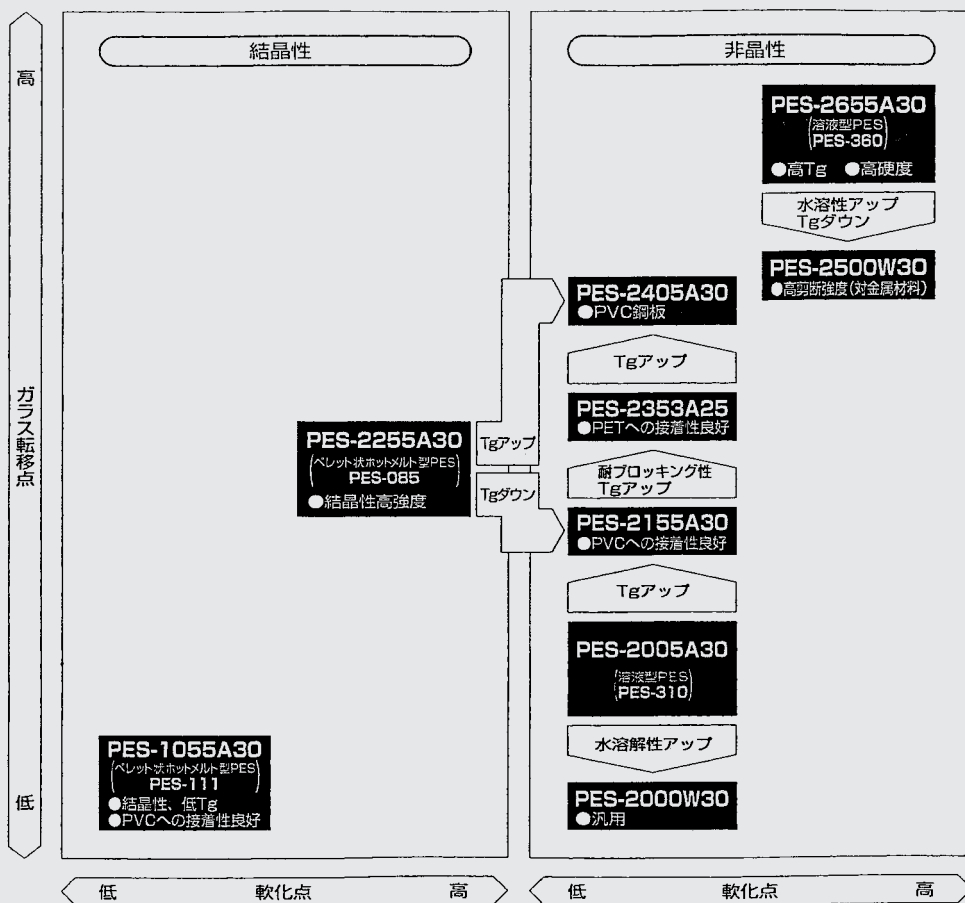 高
ガラス転移点
低
結晶性
PES-2255A30
(ペレット状ホットメルト型PES)
PES-085
●結晶性高強度
Tgアップ
Tgダウン
PES-1055A30
(ペレット状ホットメルト型PES)
PES-111
●結晶性、低Tg
●PVCへの接着性良好
低 軟化点 高
非晶性
PES-2655A30
(溶液型PES)
PES-360
●高Tg ●高硬度
水溶性アップ
Tgダウン
PES-2500W30
●高剪断強度(対金属材料)
PES-2405A30
●PVC鋼板
Tgアップ
PES-2353A25
●PETへの接着性良好
耐ブロッキング性
Tgアップ
PES-2155A30
●PVCへの接着性良好
Tgアップ
PES-2005A30
(溶液型PES)
PES-310
水溶解性アップ
PES-2000W30
●汎用
低 軟化点 高